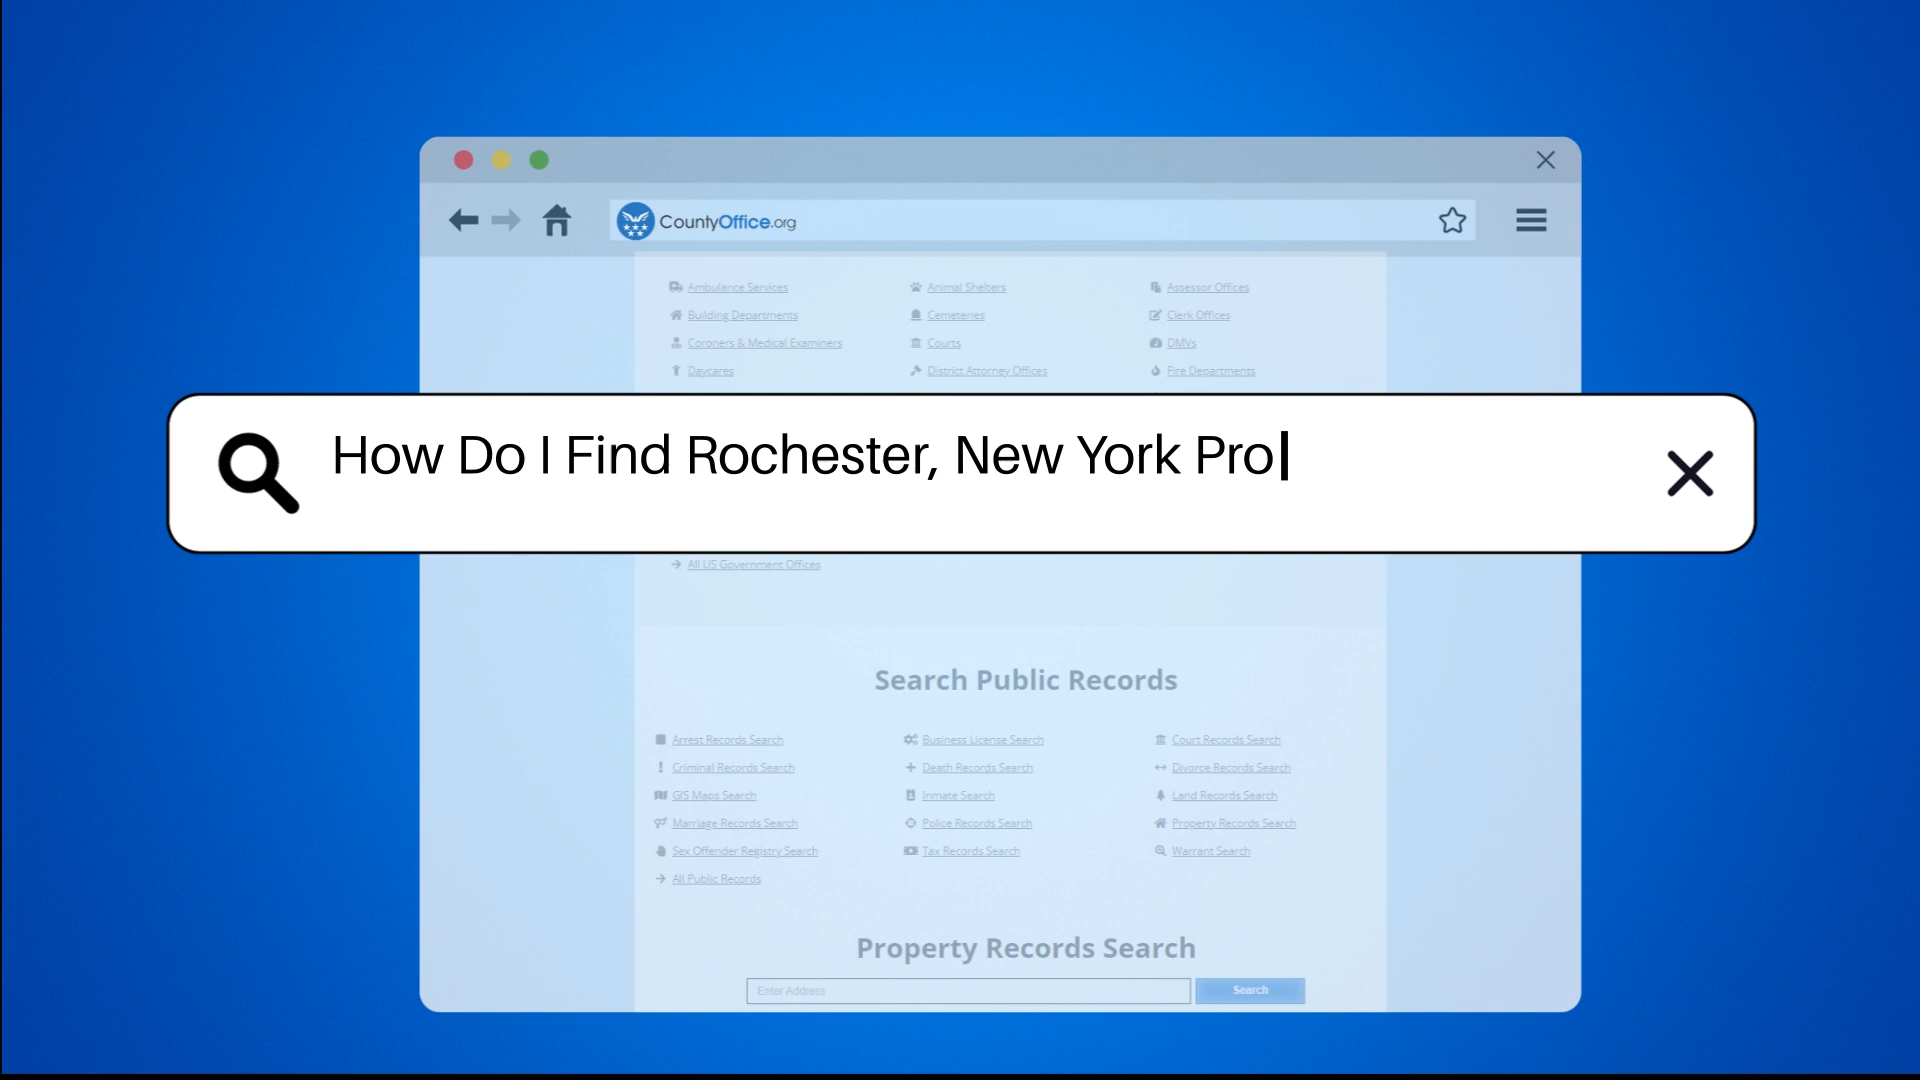 CountyOffice.org
Ambulance Services Animal Shelters Assessor Offices
Building Departments Cemeteries Clerk Offices
Coroners & Medical Examiners Courts DMVs
Daycares District Attorney Offices Fire Departments
How Do I Find Rochester, New York Pro
All US Government Offices
Search Public Records
Arrest Records Search Business License Search Court Records Search
Criminal Records Search Death Records Search Divorce Records Search
GIS Maps Search Inmate Search Land Records Search
Marriage Records Search Police Records Search Property Records Search
Sex Offender Registry Search Tax Records Search Warrant Search
All Public Records
Property Records Search
Enter Address Search